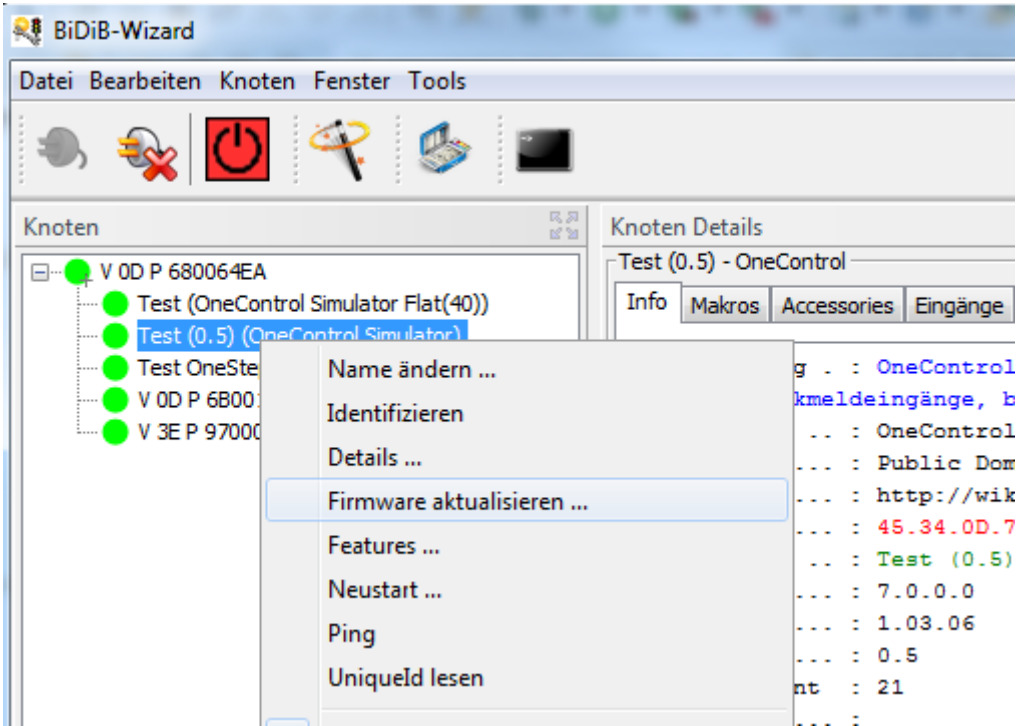 BiDiB-Wizard
Datei Bearbeiten Knoten Fenster Tools
Knoten
V 0D P 680064EA
Test (OneControl Simulator Flat(40))
Test (0.5) (OneControl Simulator)
Test OneSte
V 0D P 6B00
V 3E P 9700
Name ändern ...
Identifizieren
Details ...
Firmware aktualisieren ...
Features ...
Neustart ...
Ping
UniqueId lesen
Knoten Details
Test (0.5) - OneControl
Info Makros Accessories Eingänge
g . : OneControl
kmeldeingänge, b
.. : OneControl
... : Public Dom
... : http://wik
... : 45.34.0D.7
.. : Test (0.5)
... : 7.0.0.0
... : 1.03.06
... : 0.5
nt : 21
... :